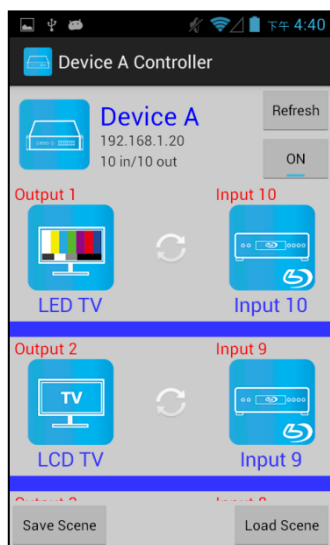 下午 4:40
Device A Controller
Device A
192.168.1.20
10 in/10 out
Refresh
ON
Output 1
Input 10
LED TV
Input 10
Output 2
Input 9
TV
LCD TV
Input 9
Save Scene
Load Scene